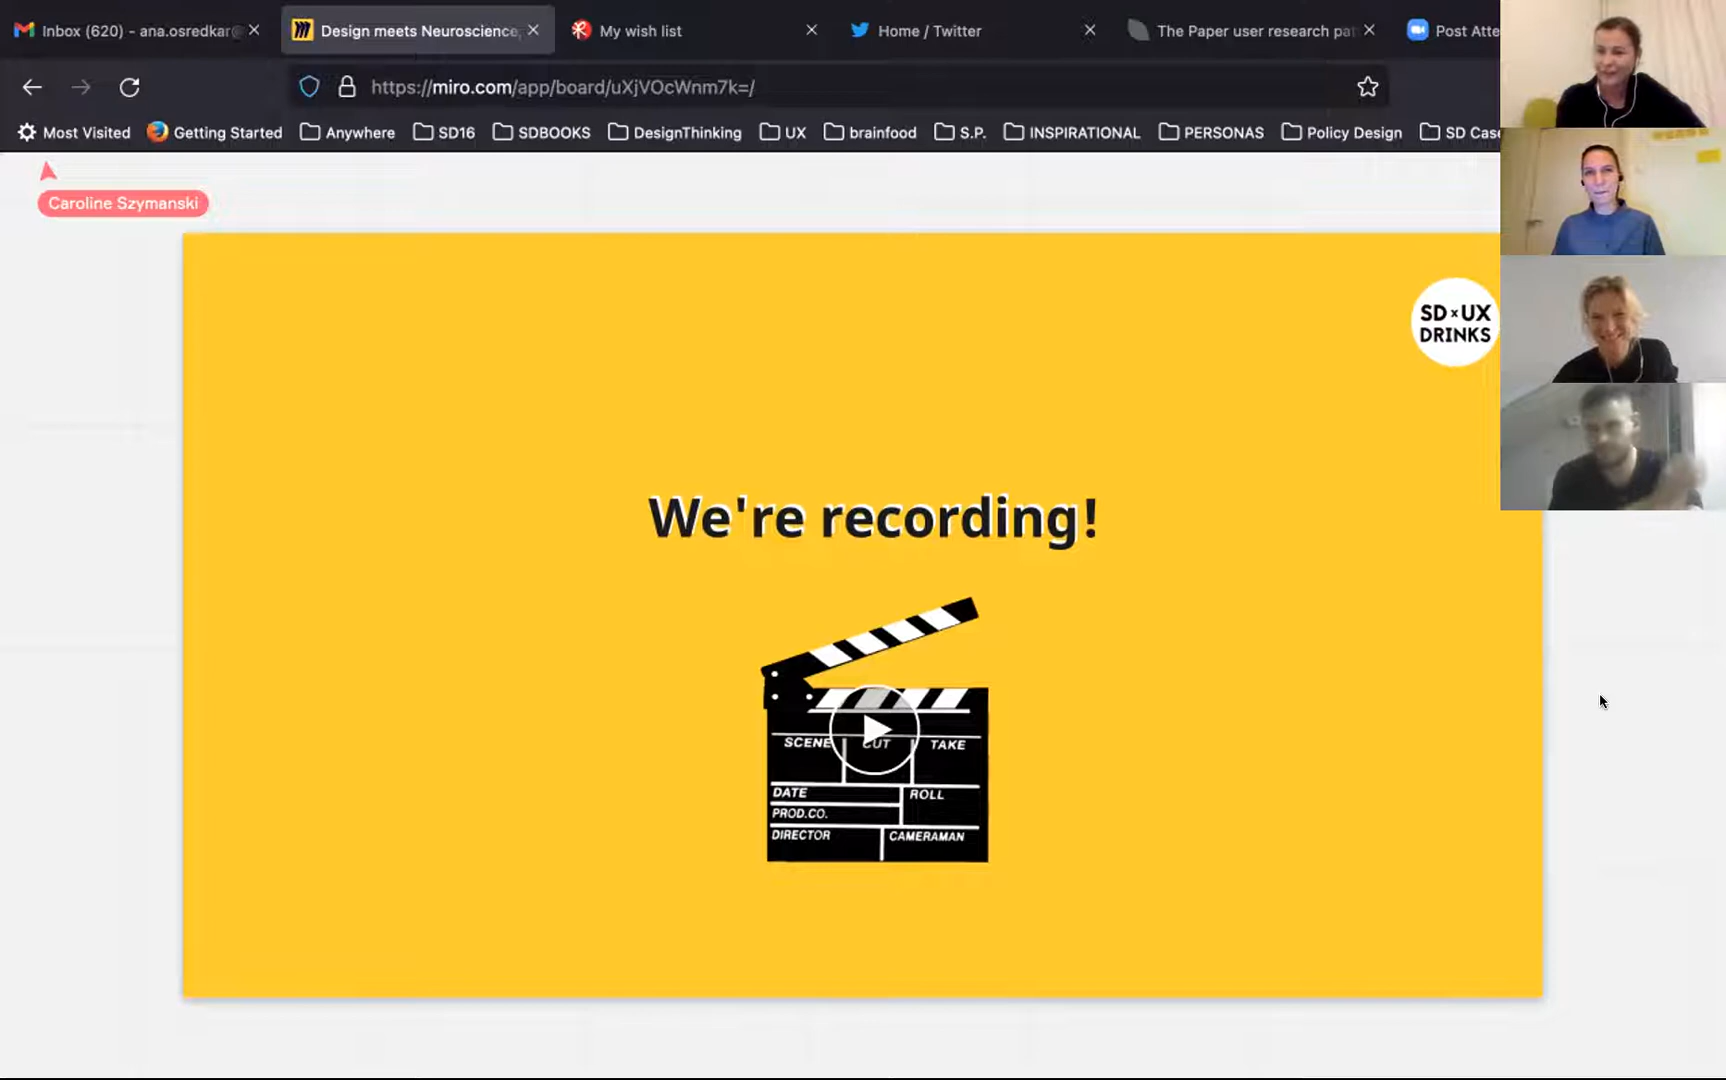 Inbox (620) - ana.osredkar@
Design meets Neuroscience,
My wish list
Home / Twitter
The Paper user research pat
Post Atte
https://miro.com/app/board/uXjVOcWnm7k=/
Most Visited
Getting Started
Anywhere
SD16
SDBOOKS
DesignThinking
UX
brainfood
S.P.
INSPIRATIONAL
PERSONAS
Policy Design
SD Cas
Caroline Szymanski
SD x UX
DRINKS
We're recording!
SCENE
CUT
TAKE
DATE
ROLL
PROD.CO.
DIRECTOR
CAMERAMAN